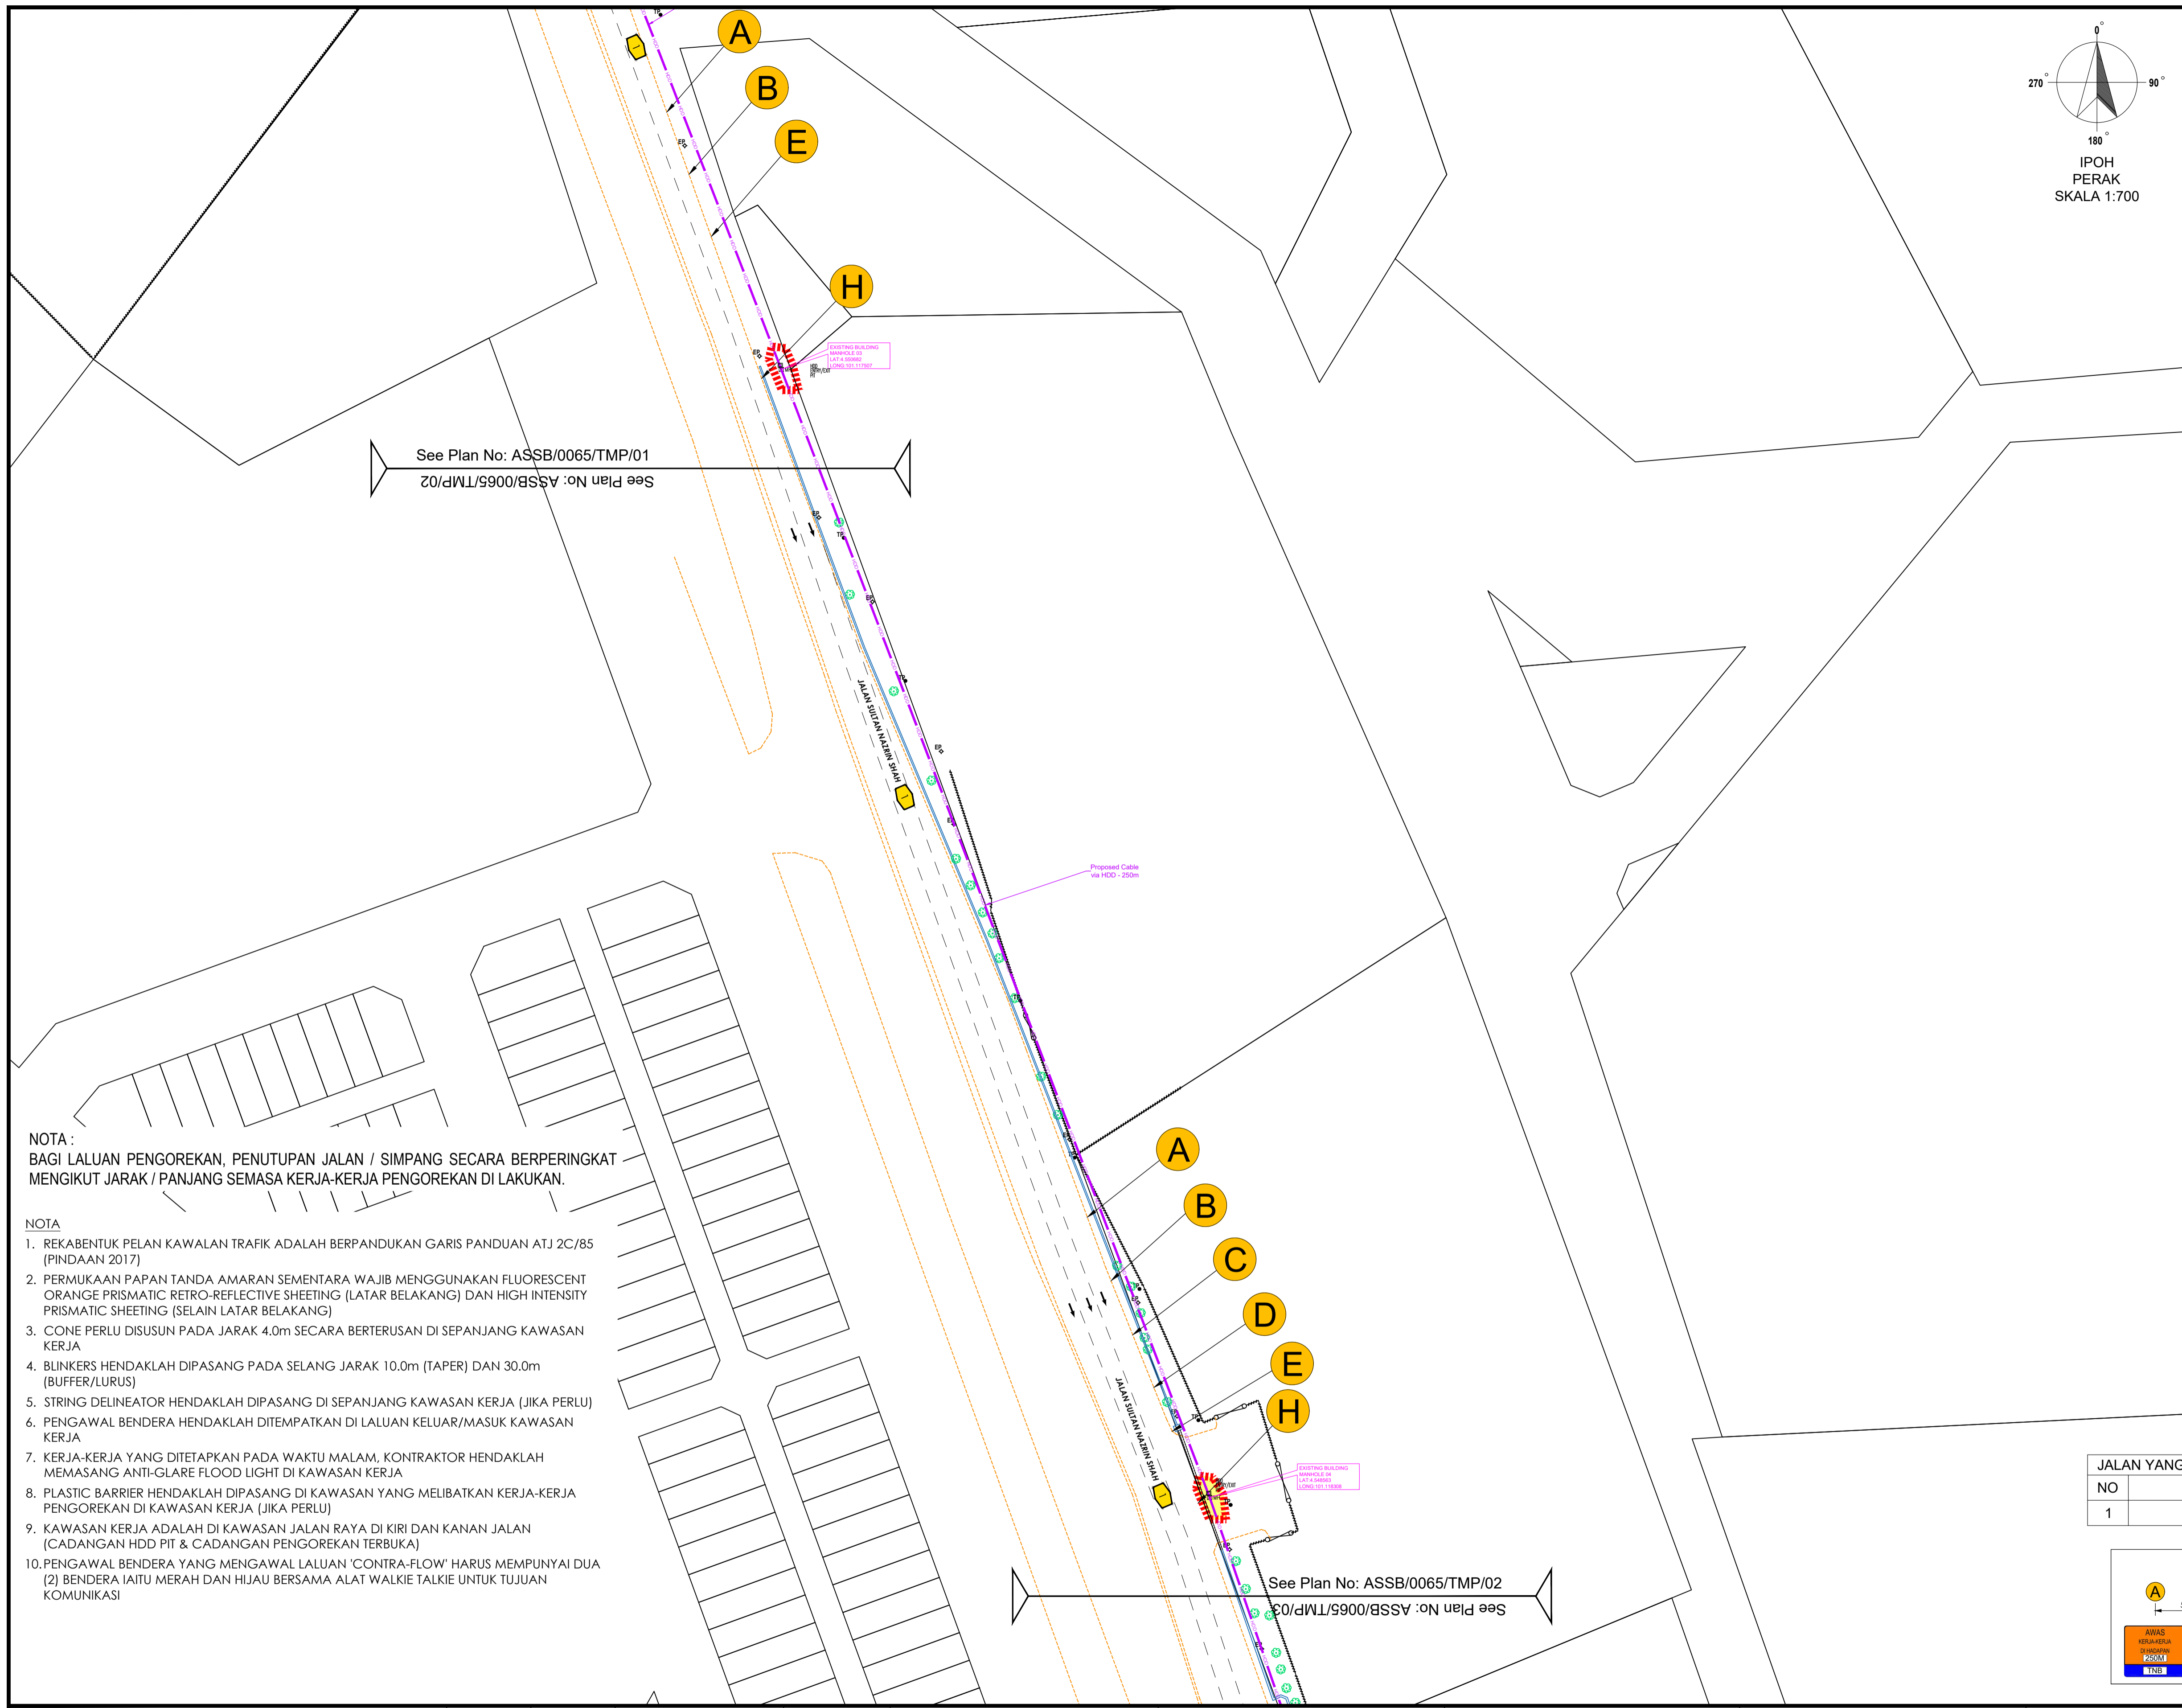 A
B
E
H
0°
90°
180°
270°
IPOH
PERAK
SKALA 1:700
EXISTING BUILDING
MANHOLE 03
LAT:4.550682
LONG:101.117507
See Plan No: ASSB/0065/TMP/01
See Plan No: ASSB/0065/TMP/02
JALAN SULTAN NAZRIN SHAH
Proposed Cable
via HDD - 250m
A
B
C
D
E
H
JALAN SULTAN NAZRIN SHAH
EXISTING BUILDING
MANHOLE 04
See Plan No: ASSB/0065/TMP/02
See Plan No: ASSB/0065/TMP/03
NOTA :
BAGI LALUAN PENGOREKAN, PENUTUPAN JALAN / SIMPANG SECARA BERPERINGKAT
MENGIKUT JARAK / PANJANG SEMASA KERJA-KERJA PENGOREKAN DI LAKUKAN.
NOTA
1. REKABENTUK PELAN KAWALAN TRAFIK ADALAH BERPANDUKAN GARIS PANDUAN ATJ 2C/85
(PINDAAN 2017)
2. PERMUKAAN PAPAN TANDA AMARAN SEMENTARA WAJIB MENGGUNAKAN FLUORESCENT
ORANGE PRISMATIC RETRO-REFLECTIVE SHEETING (LATAR BELAKANG) DAN HIGH INTENSITY
PRISMATIC SHEETING (SELAIN LATAR BELAKANG)
3. CONE PERLU DISUSUN PADA JARAK 4.0m SECARA BERTERUSAN DI SEPANJANG KAWASAN
KERJA
4. BLINKERS HENDAKLAH DIPASANG PADA SELANG JARAK 10.0m (TAPER) DAN 30.0m
(BUFFER/LURUS)
5. STRING DELINEATOR HENDAKLAH DIPASANG DI SEPANJANG KAWASAN KERJA (JIKA PERLU)
6. PENGAWAL BENDERA HENDAKLAH DITEMPATKAN DI LALUAN KELUAR/MASUK KAWASAN
KERJA
7. KERJA-KERJA YANG DITETAPKAN PADA WAKTU MALAM, KONTRAKTOR HENDAKLAH
MEMASANG ANTI-GLARE FLOOD LIGHT DI KAWASAN KERJA
8. PLASTIC BARRIER HENDAKLAH DIPASANG DI KAWASAN YANG MELIBATKAN KERJA-KERJA
PENGOREKAN DI KAWASAN KERJA (JIKA PERLU)
9. KAWASAN KERJA ADALAH DI KAWASAN JALAN RAYA DI KIRI DAN KANAN JALAN
(CADANGAN HDD PIT & CADANGAN PENGOREKAN TERBUKA)
10. PENGAWAL BENDERA YANG MENGAWAL LALUAN 'CONTRA-FLOW' HARUS MEMPUNYAI DUA
(2) BENDERA IAITU MERAH DAN HIJAU BERSAMA ALAT WALKIE TALKIE UNTUK TUJUAN
KOMUNIKASI
JALAN YANG
NO
1
A
AWAS
KERJA-KERJA
DI HADAPAN
250M
TNB